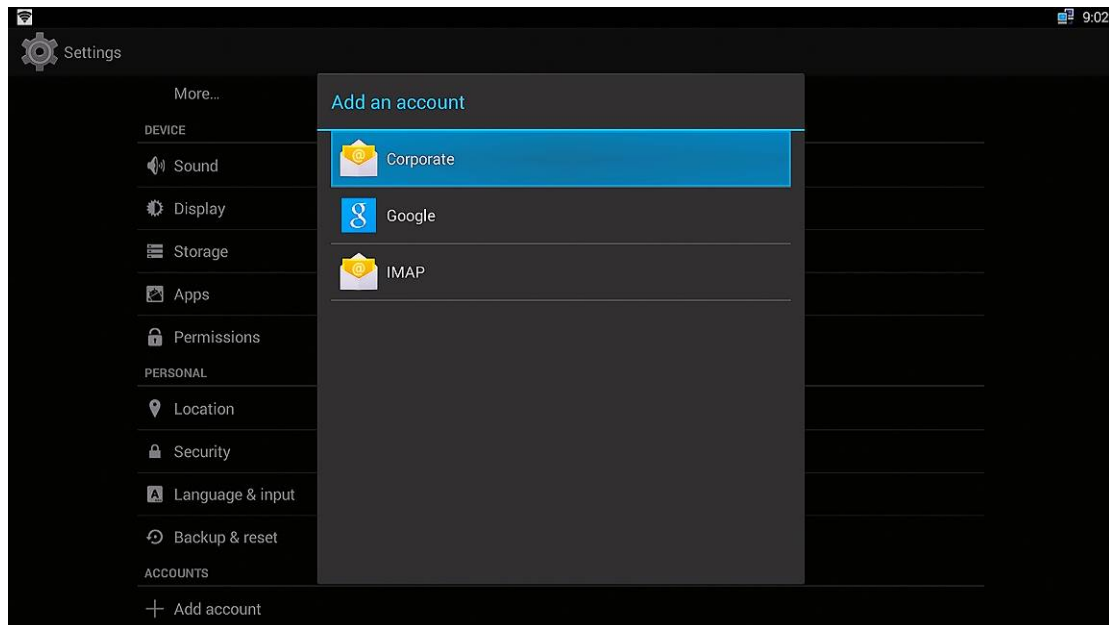 9:02
Settings
More...
DEVICE
Sound
Display
Storage
Apps
Permissions
PERSONAL
Location
Security
Language & input
Backup & reset
ACCOUNTS
Add account
Add an account
Corporate
Google
IMAP